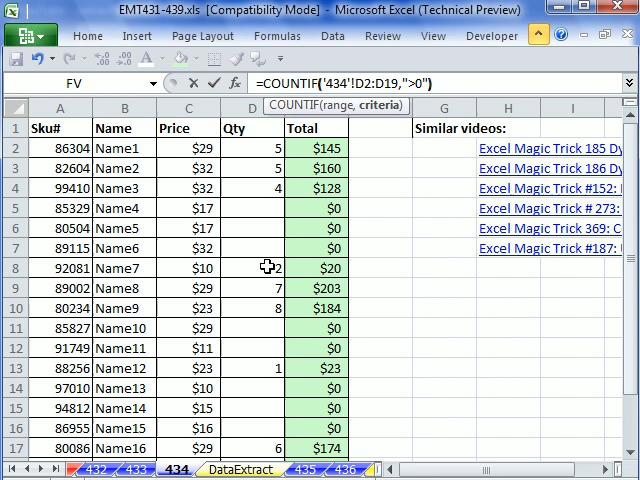 EMT431-439.xls [Compatibility Mode] - Microsoft Excel (Technical Preview)
Home Insert Page Layout Formulas Data Review View Developer
FV =COUNTIF('434'!D2:D19,">0")
COUNTIF(range, criteria)
A B C D E F G H I
1 Sku# Name Price Qty Total Similar videos:
2 86304 Name1 $29 5 $145 Excel Magic Trick 185 Dy
3 82604 Name2 $32 5 $160 Excel Magic Trick 186 Dy
4 99410 Name3 $32 4 $128 Excel Magic Trick #152:
5 85329 Name4 $17 $0 Excel Magic Trick # 273:
6 80504 Name5 $17 $0 Excel Magic Trick 369: C
7 89115 Name6 $32 $0 Excel Magic Trick #187:
8 92081 Name7 $10 2 $20
9 89002 Name8 $29 7 $203
10 80234 Name9 $23 8 $184
11 85827 Name10 $29 $0
12 91749 Name11 $11 $0
13 88256 Name12 $23 1 $23
14 97010 Name13 $10 $0
15 94812 Name14 $15 $0
16 86955 Name15 $16 $0
17 80086 Name16 $29 6 $174
432 433 434 DataExtract 435 436